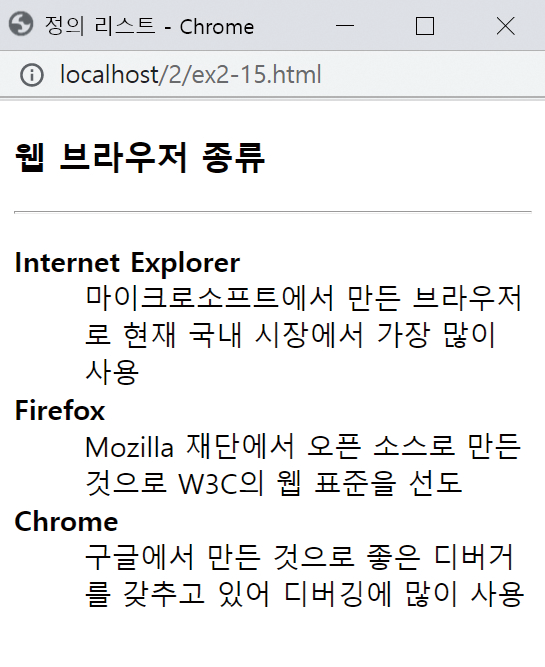 정의 리스트 - Chrome
localhost/2/ex2-15.html
웹 브라우저 종류
Internet Explorer
마이크로소프트에서 만든 브라우저
로 현재 국내 시장에서 가장 많이
사용
Firefox
Mozilla 재단에서 오픈 소스로 만든
것으로 W3C의 웹 표준을 선도
Chrome
구글에서 만든 것으로 좋은 디버거
를 갖추고 있어 디버깅에 많이 사용